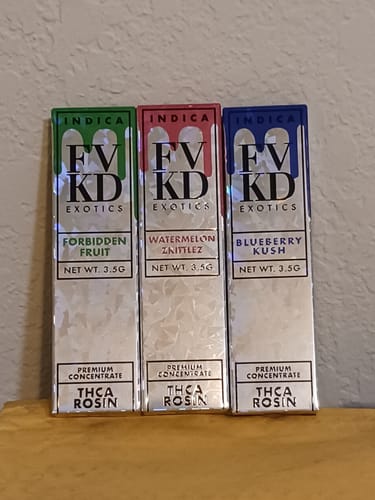 INDICA
FV
KD
EXOTICS
FORBIDDEN
FRUIT
NET WT. 3.5G
PREMIUM
CONCENTRATE
THCA
ROSIN
INDICA
FV
KD
EXOTICS
WATERMELON
ZKITTLEZ
NET WT. 3.5G
PREMIUM
CONCENTRATE
THCA
ROSIN
INDICA
FV
KD
EXOTICS
BLUEBERRY
KUSH
NET WT. 3.5G
PREMIUM
CONCENTRATE
THCA
ROSIN